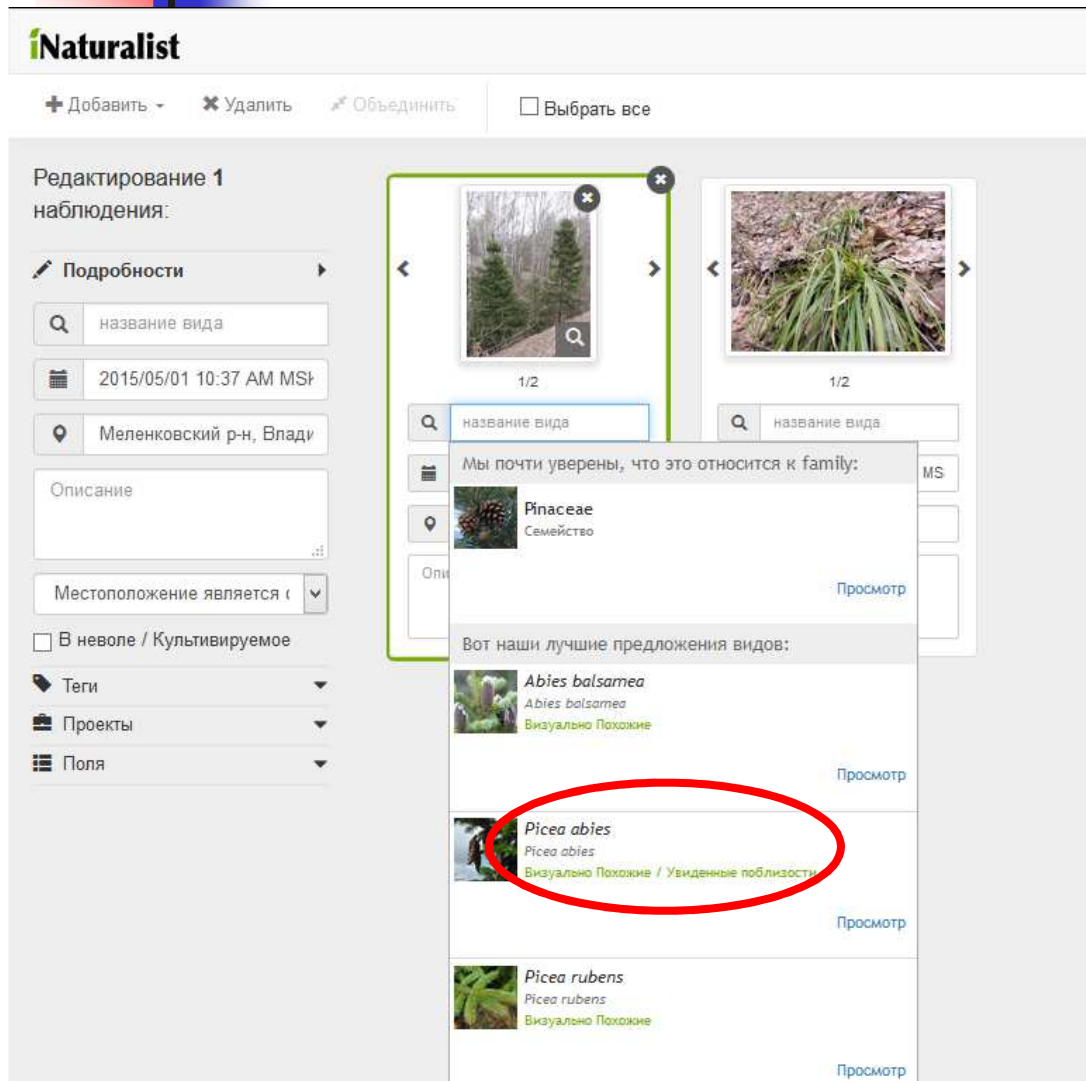 iNaturalist
Добавить
Удалить
Объединить
Выбрать все
Редактирование 1
наблюдения:
Подробности
название вида
2015/05/01 10:37 AM MSK
Меленковский р-н, Влади
Описание
Местоположение является
В неволе / Культивируемое
Теги
Проекты
Поля
1/2
название вида
1/2
название вида
MS
Опи
Мы почти уверены, что это относится к family:
Pinaceae
Семейство
Просмотр
Вот наши лучшие предложения видов:
Abies balsamea
Abies balsamea
Визуально Похожие
Просмотр
Picea abies
Picea abies
Визуально Похожие / Увиденные поблизости
Просмотр
Picea rubens
Picea rubens
Визуально Похожие
Просмотр